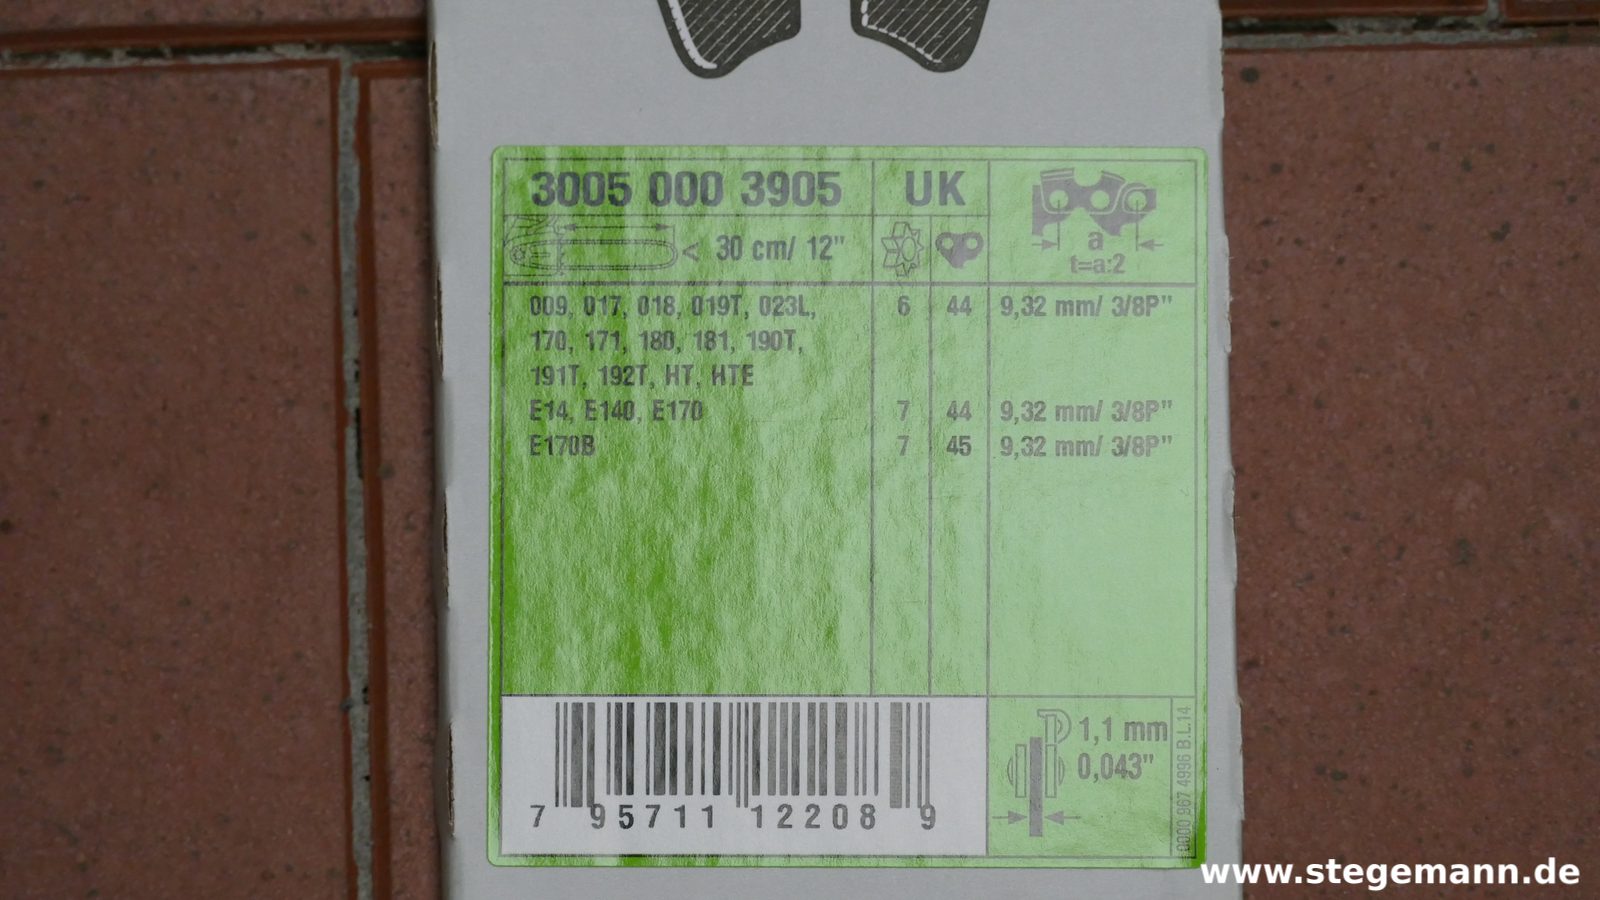 3005 000 3905 UK
< 30 cm/ 12"
a
t=a:2
009, 017, 018, 019T, 023L, 6 44 9,32 mm/ 3/8P"
170, 171, 180, 181, 190T,
191T, 192T, HT, HTE
E14, E140, E170 7 44 9,32 mm/ 3/8P"
E170B 7 45 9,32 mm/ 3/8P"
1,1 mm
0,043"
7 95711 12208 9
0000 967 4996 B.L.14
www.stegemann.de